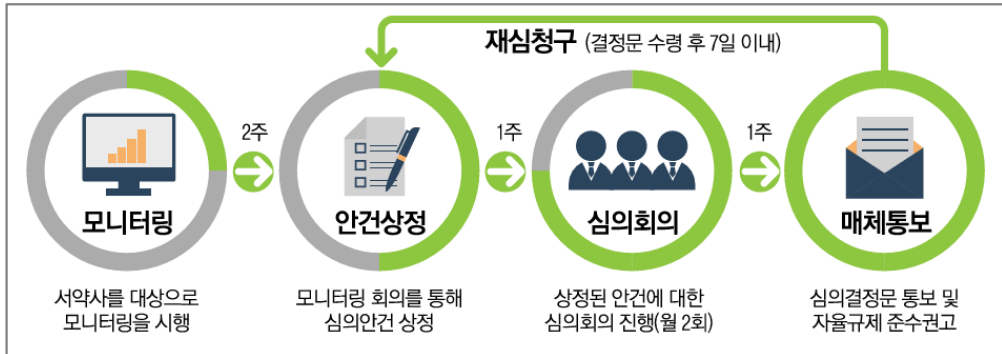 재심청구 (결정문 수령 후 7일 이내)
2주
1주
1주
모니터링
안건상정
심의회의
매체통보
서약사를 대상으로
모니터링을 시행
모니터링 회의를 통해
심의안건 상정
상정된 안건에 대한
심의회의 진행(월 2회)
심의결정문 통보 및
자율규제 준수권고